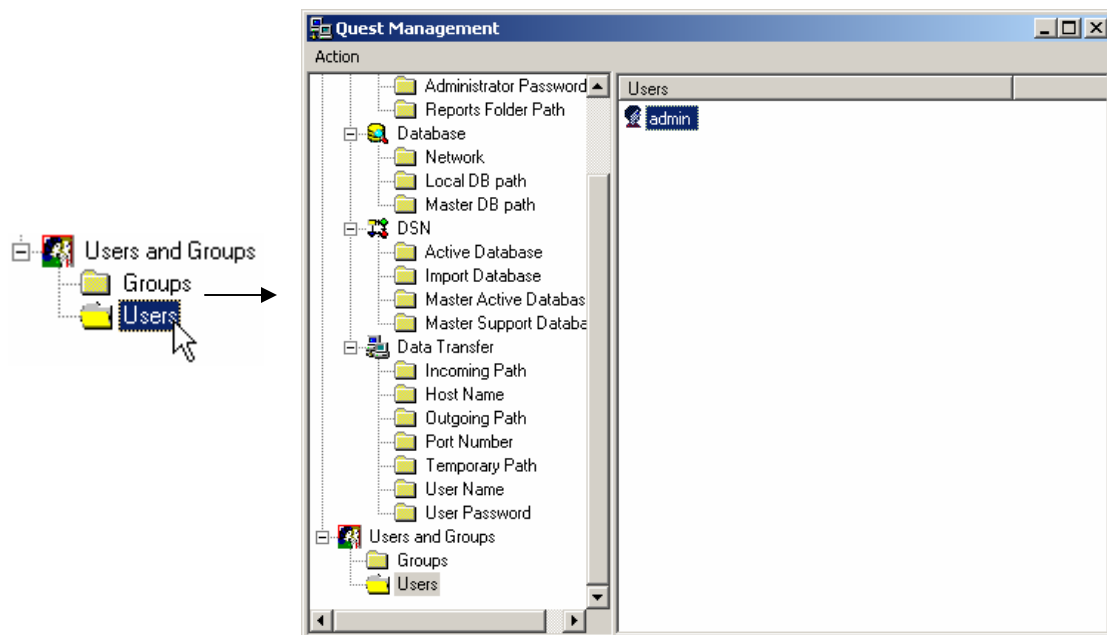 Users and Groups
Groups
Users
Quest Management
Action
Administrator Password
Reports Folder Path
Database
Network
Local DB path
Master DB path
DSN
Active Database
Import Database
Master Active Databas
Master Support Databa
Data Transfer
Incoming Path
Host Name
Outgoing Path
Port Number
Temporary Path
User Name
User Password
Users and Groups
Groups
Users
Users
admin